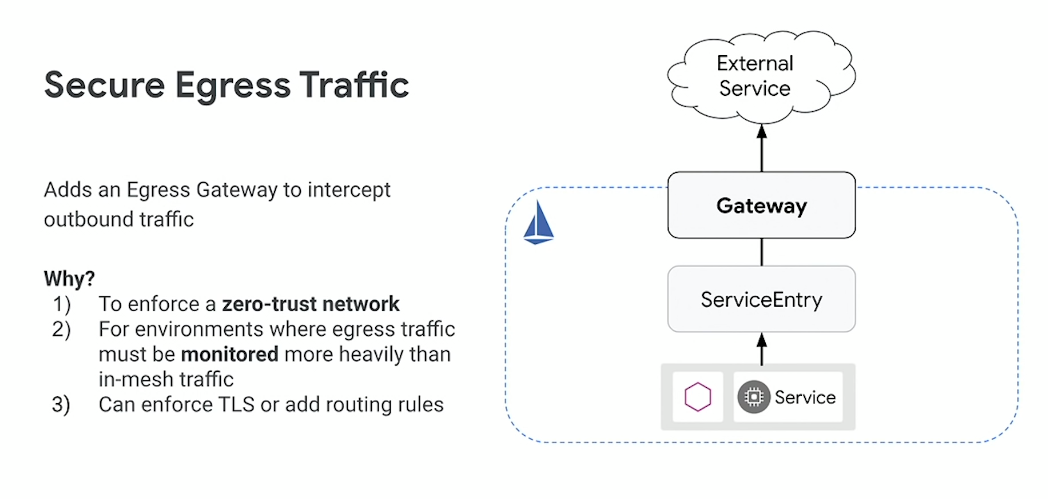 Secure Egress Traffic
Adds an Egress Gateway to intercept
outbound traffic
Why?
1) To enforce a zero-trust network
2) For environments where egress traffic
must be monitored more heavily than
in-mesh traffic
3) Can enforce TLS or add routing rules
External
Service
Gateway
ServiceEntry
Service